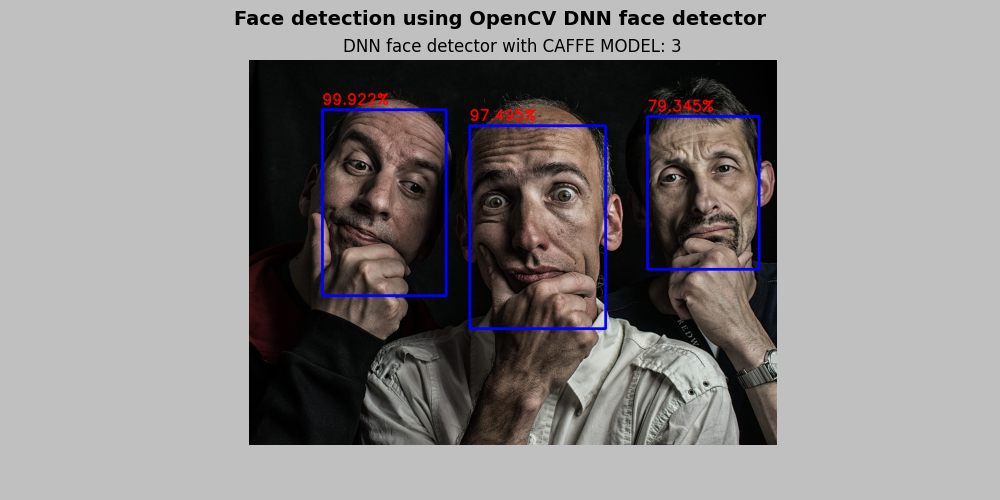 Face detection using OpenCV DNN face detector
DNN face detector with CAFFE MODEL: 3
99.922%
97.495%
79.345%